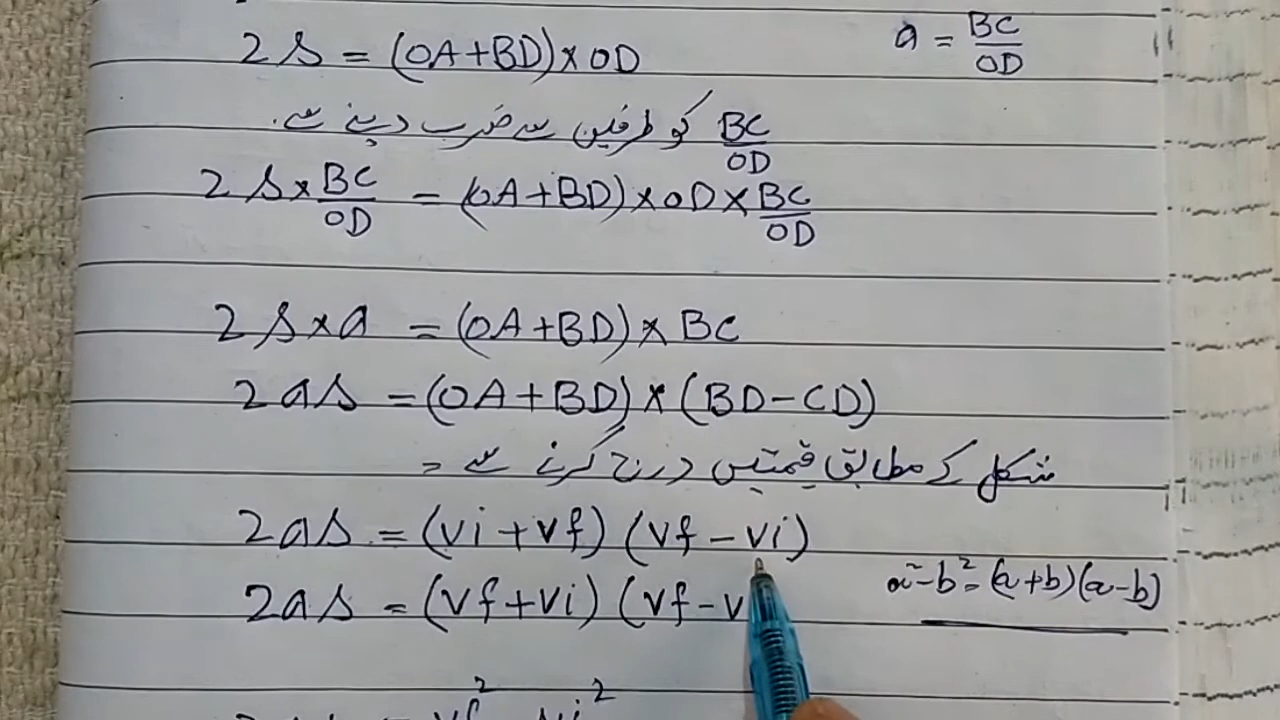 2S = (OA+BD)×OD
a = BC/OD
BC/OD کو طرفین سے ضرب دینے سے۔
2S×BC/OD = (OA+BD)×OD×BC/OD
2S×a = (OA+BD)×BC
2aS = (OA+BD)×(BD-CD)
شکل کے مطابق قیمتیں درج کرنے سے =
2aS = (Vi+Vf)(Vf-Vi)
a²-b²=(a+b)(a-b)
2aS = (Vf+Vi)(Vf-V